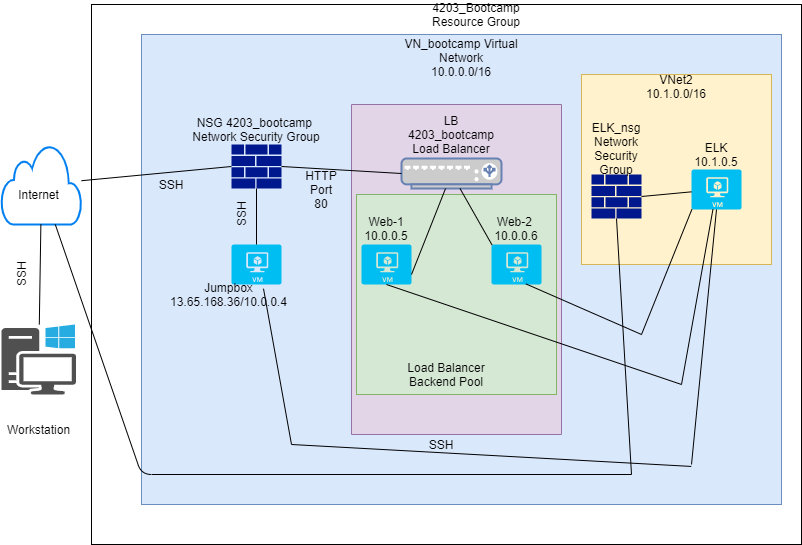 4203_Bootcamp
Resource Group
VN_bootcamp Virtual
Network
10.0.0.0/16
VNet2
10.1.0.0/16
NSG 4203_bootcamp
Network Security Group
LB
4203_bootcamp
Load Balancer
ELK_nsg
Network
Security
Group
ELK
10.1.0.5
VM
Internet
SSH
HTTP
Port
80
SSH
Web-1
10.0.0.5
VM
Web-2
10.0.0.6
VM
VM
Jumpbox
13.65.168.36/10.0.0.4
SSH
Workstation
Load Balancer
Backend Pool
SSH